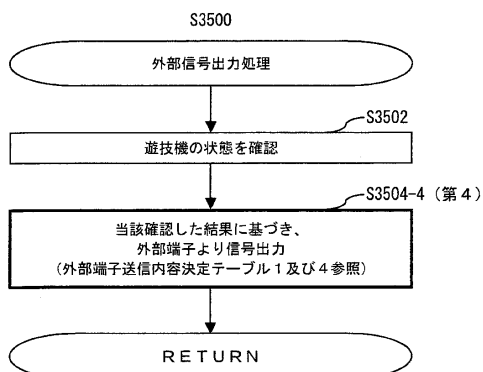 S3500
外部信号出力処理
S3502
遊技機の状態を確認
S3504-4（第４）
当該確認した結果に基づき、
外部端子より信号出力
（外部端子送信内容決定テーブル１及び４参照）
ＲＥＴＵＲＮ